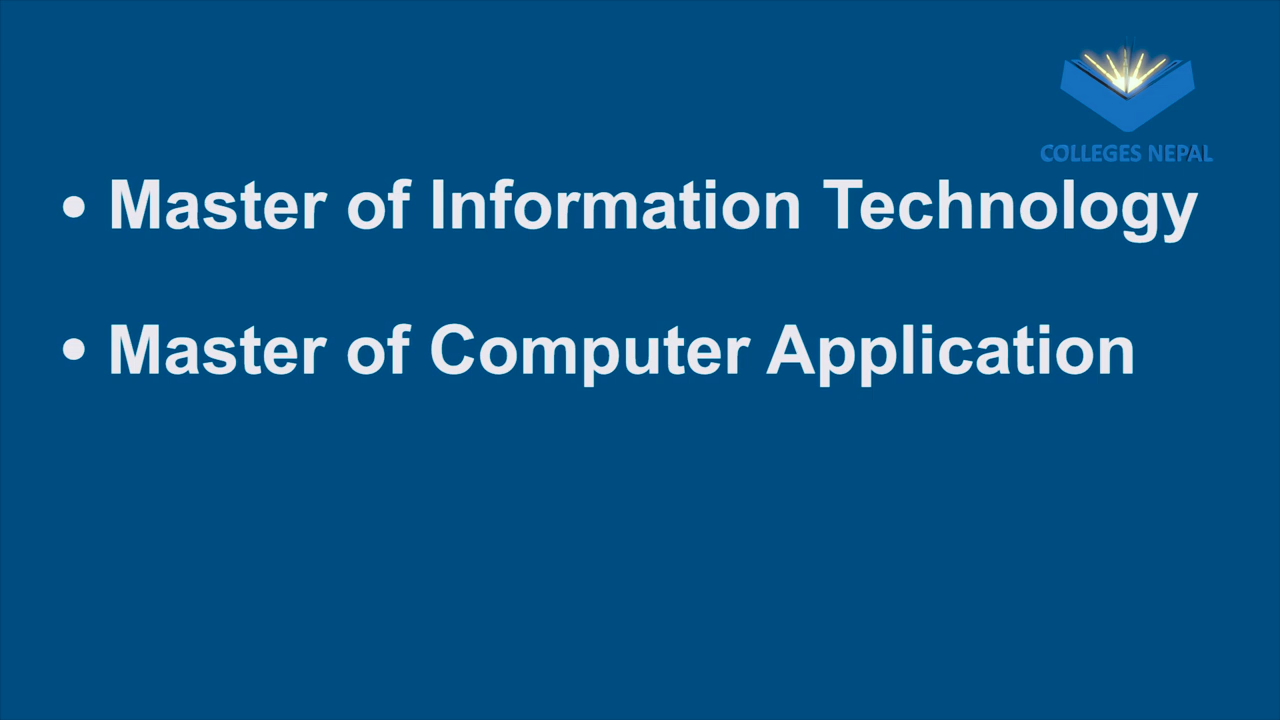 COLLEGES NEPAL
• Master of Information Technology
• Master of Computer Application